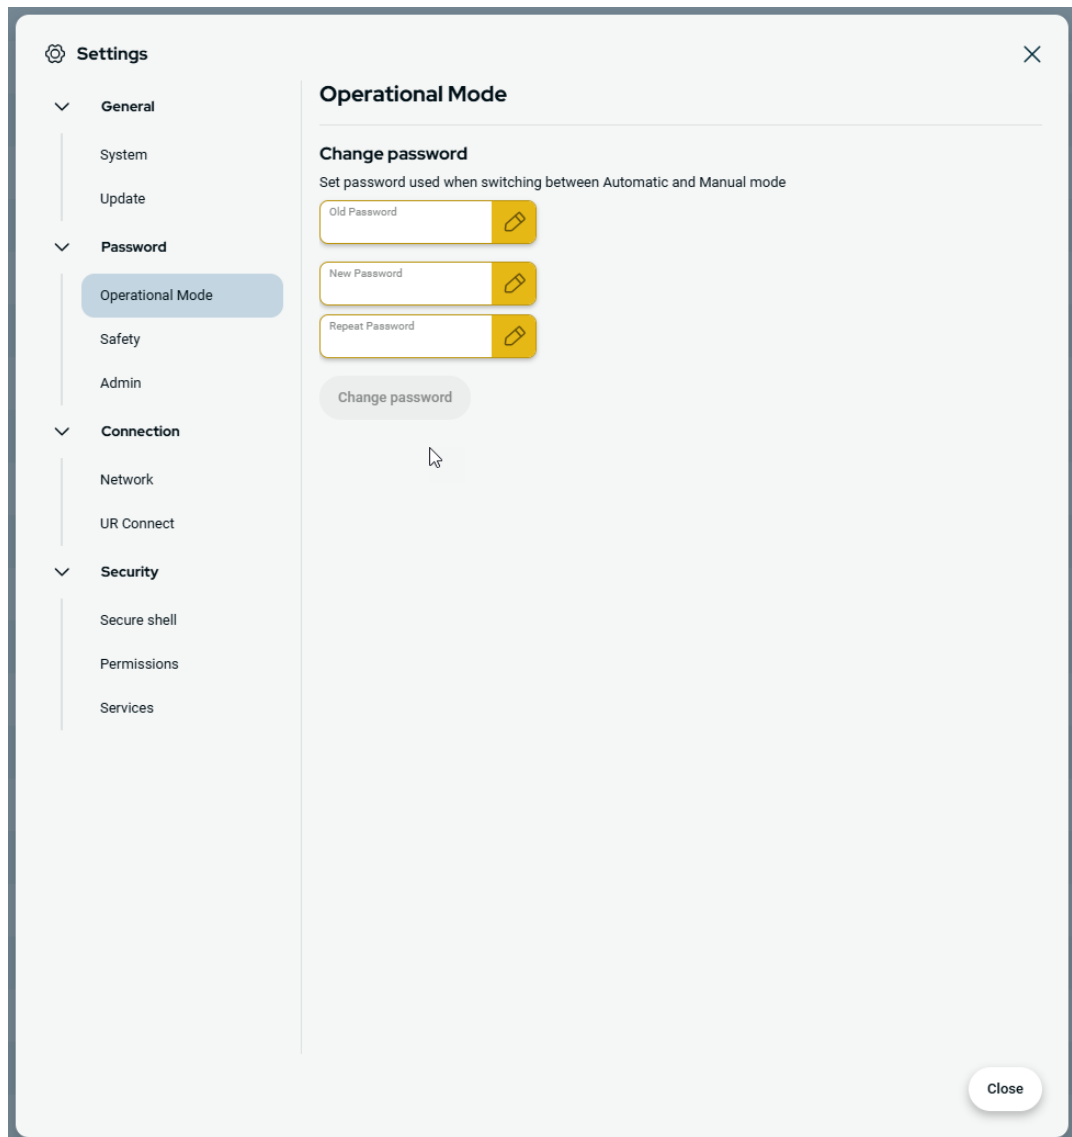 Settings
General
System
Update
Password
Operational Mode
Safety
Admin
Connection
Network
UR Connect
Security
Secure shell
Permissions
Services
Operational Mode
Change password
Set password used when switching between Automatic and Manual mode
Old Password
New Password
Repeat Password
Change password
Close